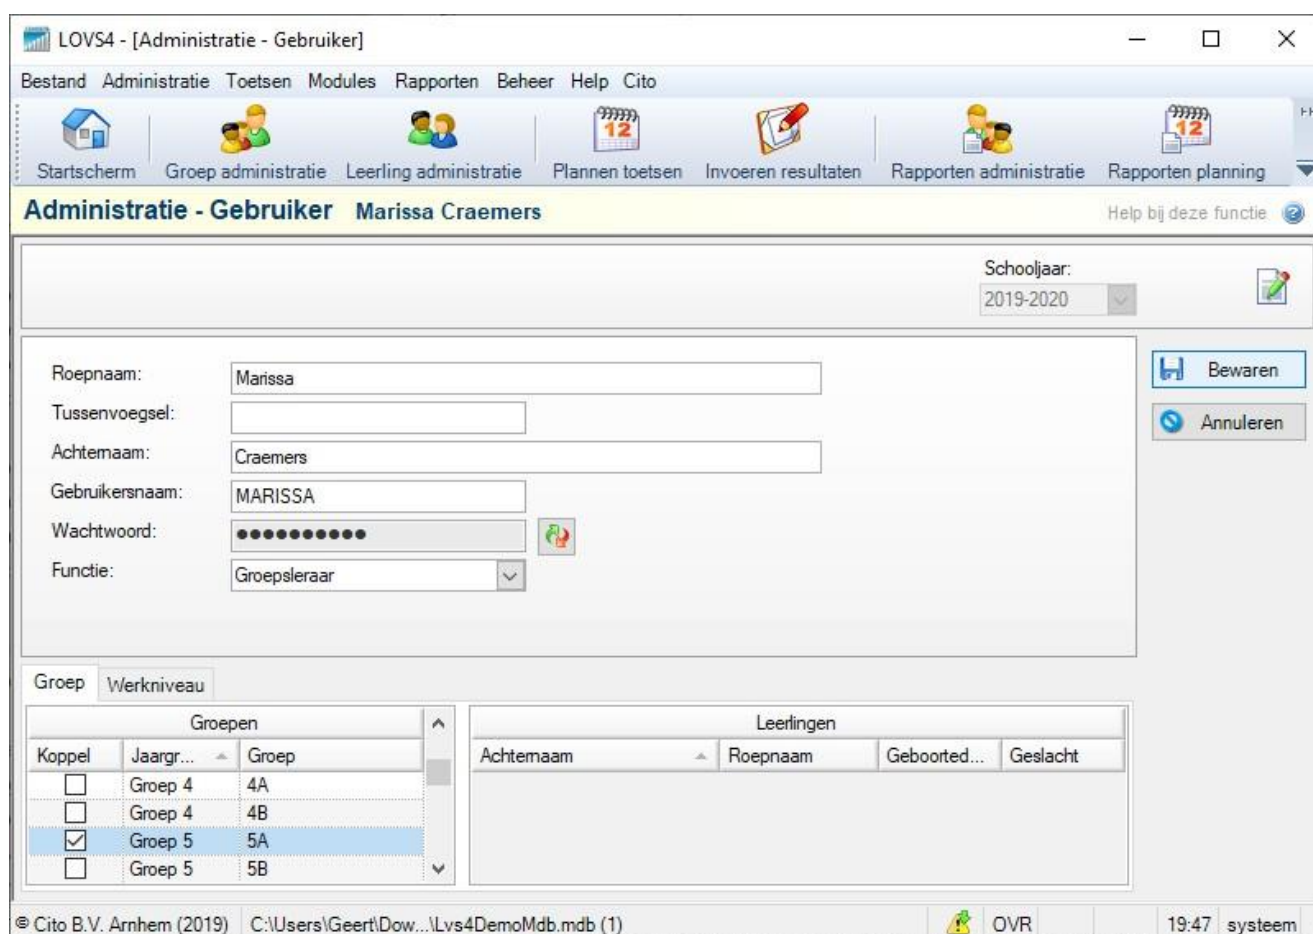 LOVS4 - [Administratie - Gebruiker]
Bestand Administratie Toetsen Modules Rapporten Beheer Help Cito
12 12
Startscherm Groep administratie Leerling administratie Plannen toetsen Invoeren resultaten Rapporten administratie Rapporten planning
Administratie - Gebruiker Marissa Craemers Help bij deze functie
Schooljaar:
2019-2020
Roepnaam: Marissa
Bewaren
Tussenvoegsel:
Annuleren
Achternaam: Craemers
Gebruikersnaam: MARISSA
Wachtwoord: ●●●●●●●●●●
Functie: Groepsleraar
Groep Werkniveau
Groepen Leerlingen
Koppel Jaargr... Groep Achternaam Roepnaam Geboorted... Geslacht
Groep 4 4A
Groep 4 4B
Groep 5 5A
Groep 5 5B
© Cito B.V. Arnhem (2019) C:\Users\Geert\Dow...\Lvs4DemoMdb.mdb (1) OVR 19:47 systeem